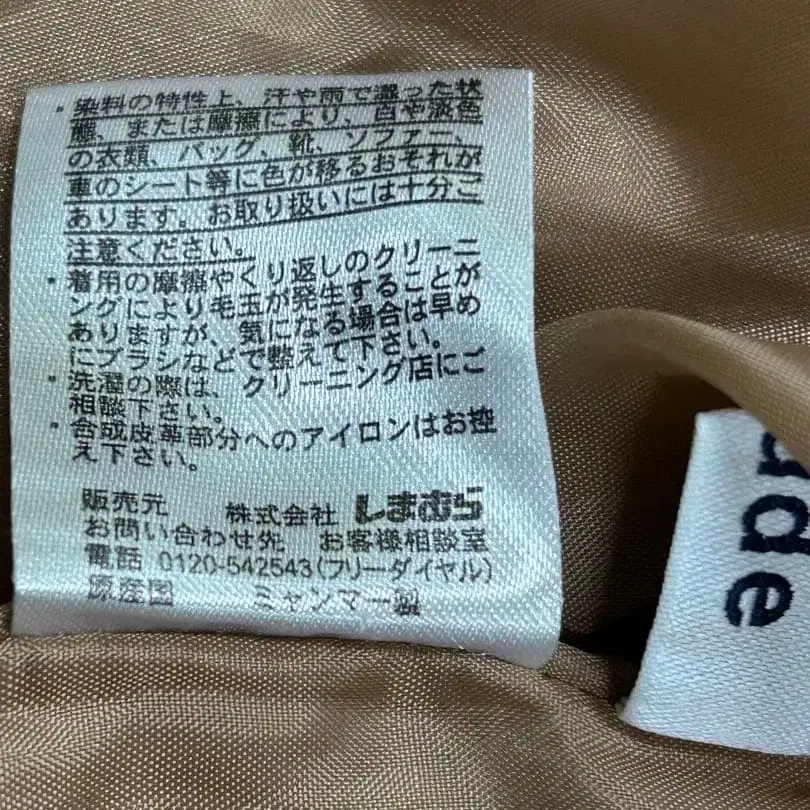 ・染料の特性上、汗や雨で湿った状
態、または摩擦により、白や淡色
の衣類、バッグ、靴、ソファー、
車のシート等に色が移るおそれが
あります。お取り扱いには十分ご
注意ください。
・着用の摩擦やくり返しのクリーニ
ングにより毛玉が発生することが
ありますが、気になる場合は早め
にブラシなどで整えて下さい。
・洗濯の際は、クリーニング店にご
相談下さい。
・合成皮革部分へのアイロンはお控
え下さい。
販売元 株式会社 しまむら
お問い合わせ先 お客様相談室
電話 0120-542543(フリーダイヤル)
原産国 ミャンマー製